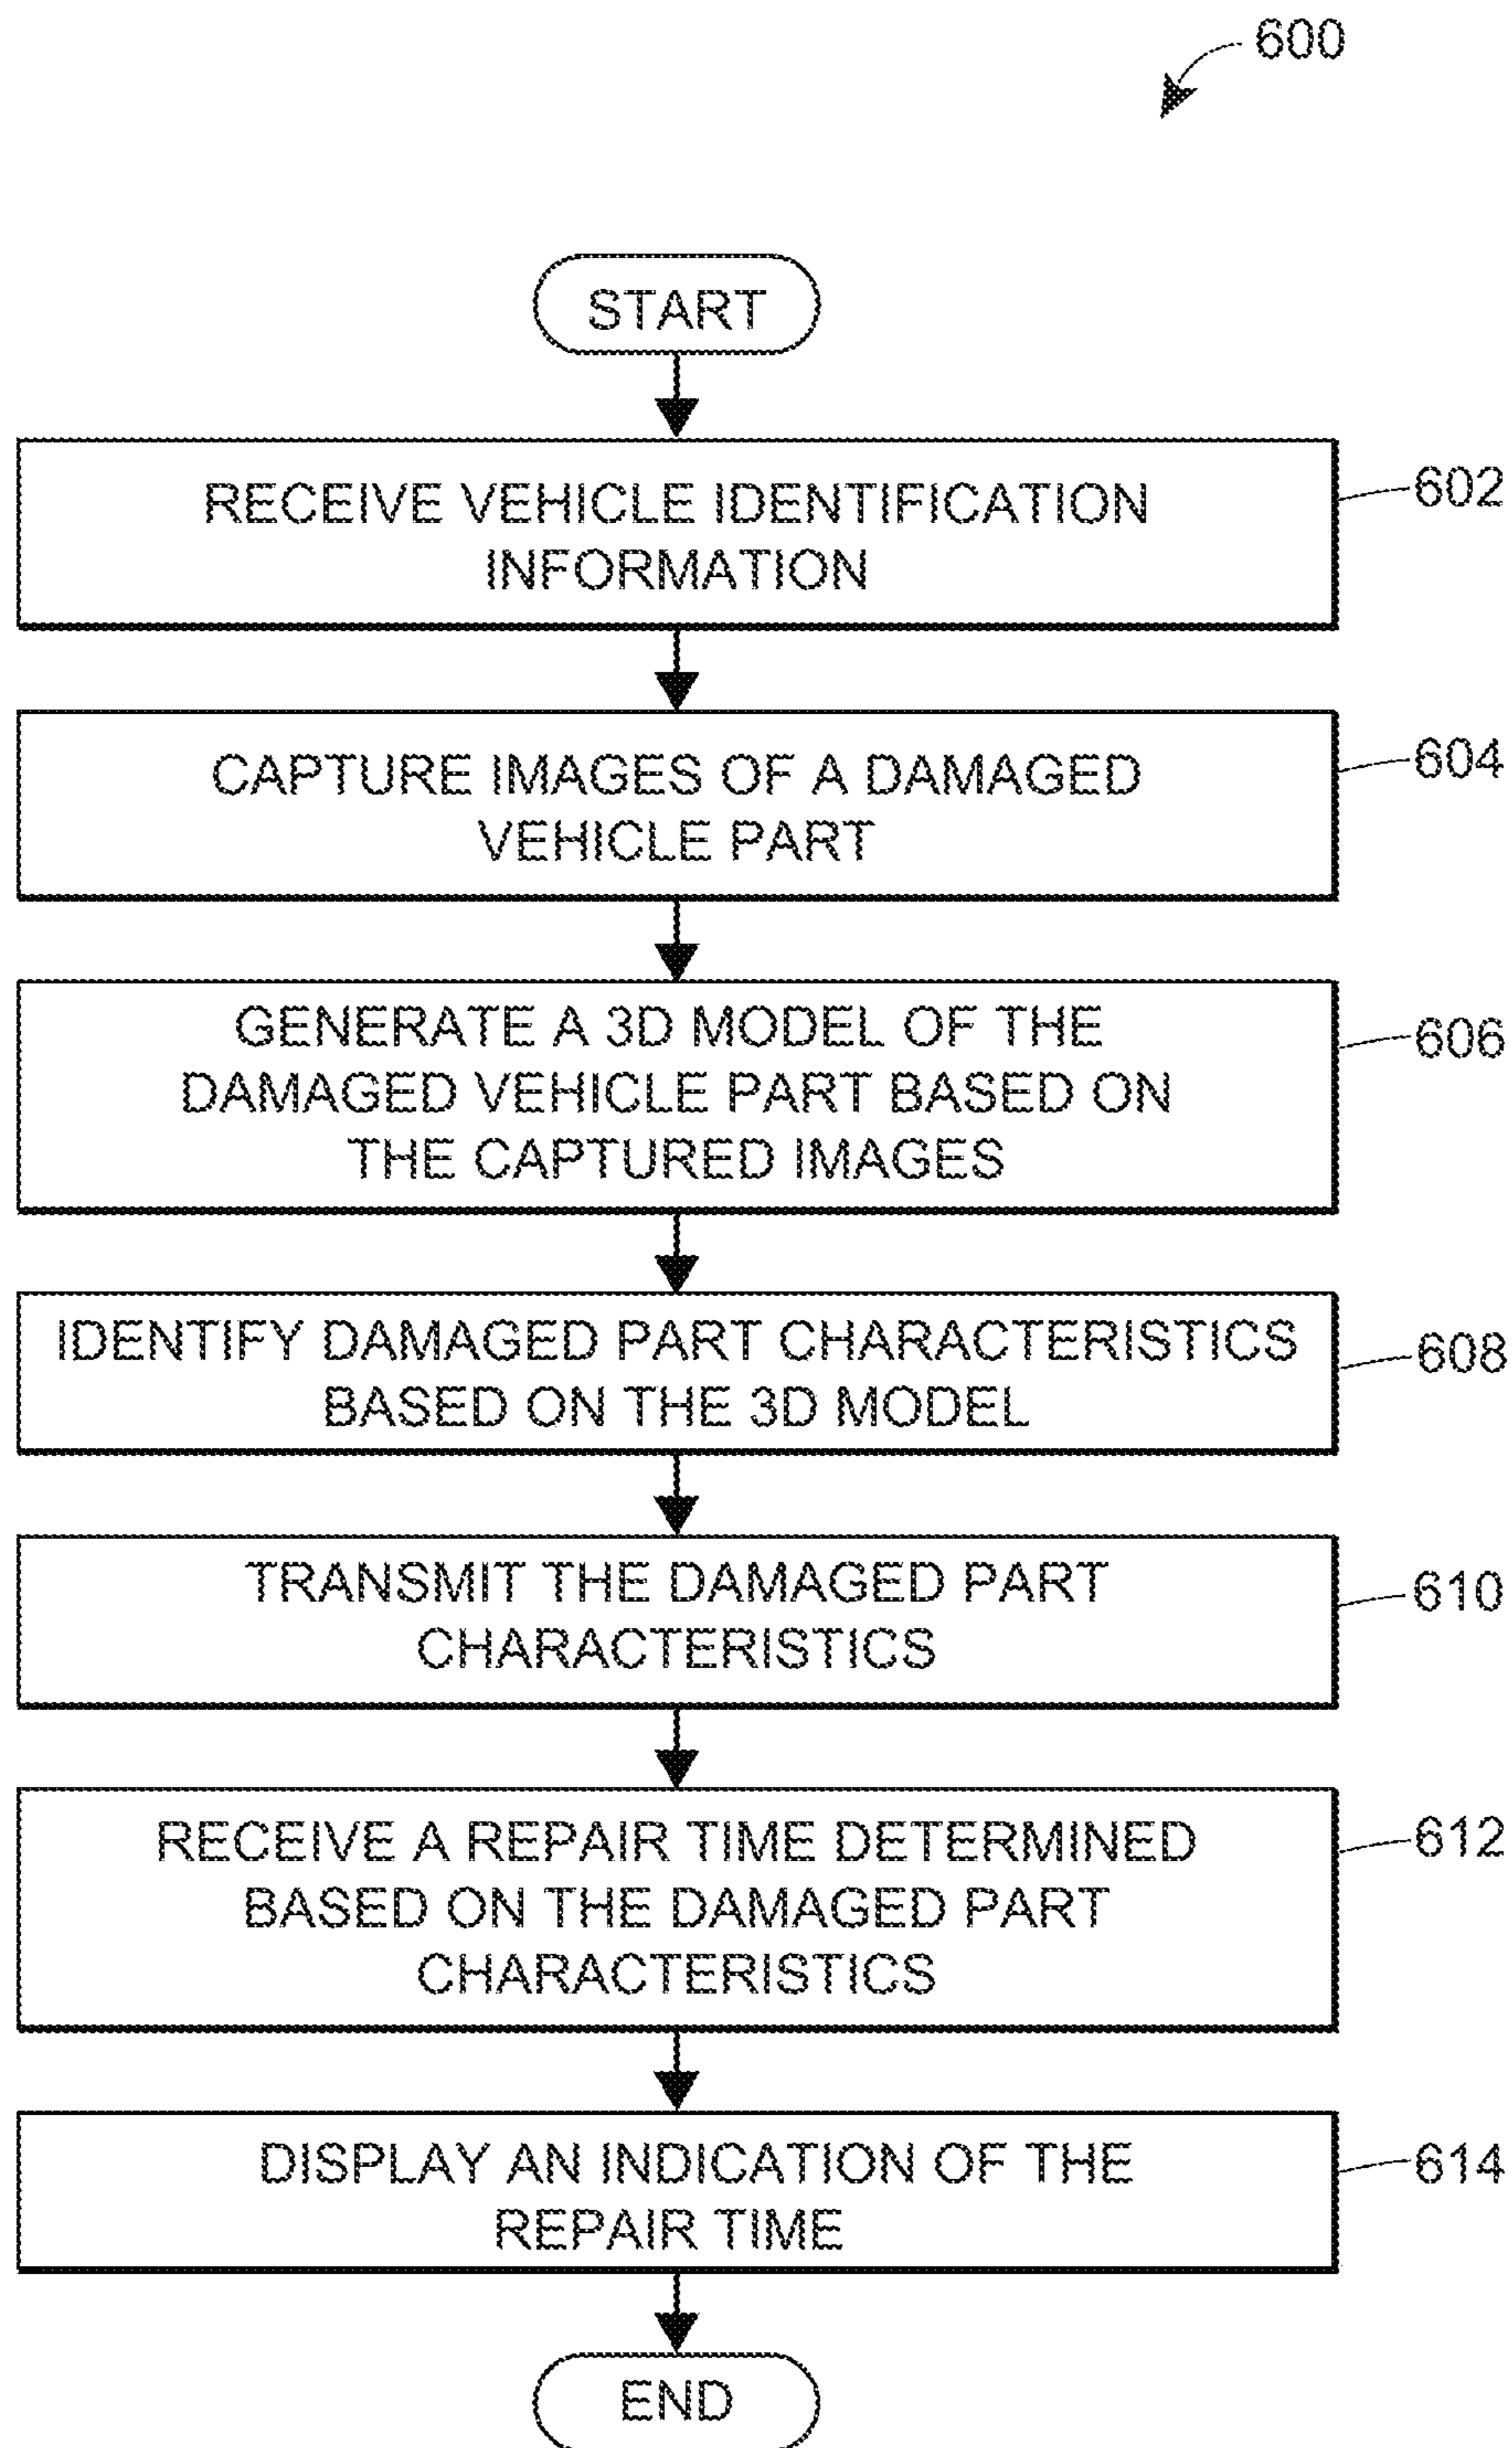 600
START
RECEIVE VEHICLE IDENTIFICATION
INFORMATION
602
CAPTURE IMAGES OF A DAMAGED
VEHICLE PART
604
GENERATE A 3D MODEL OF THE
DAMAGED VEHICLE PART BASED ON
THE CAPTURED IMAGES
606
IDENTIFY DAMAGED PART CHARACTERISTICS
BASED ON THE 3D MODEL
608
TRANSMIT THE DAMAGED PART
CHARACTERISTICS
610
RECEIVE A REPAIR TIME DETERMINED
BASED ON THE DAMAGED PART
CHARACTERISTICS
612
DISPLAY AN INDICATION OF THE
REPAIR TIME
614
END